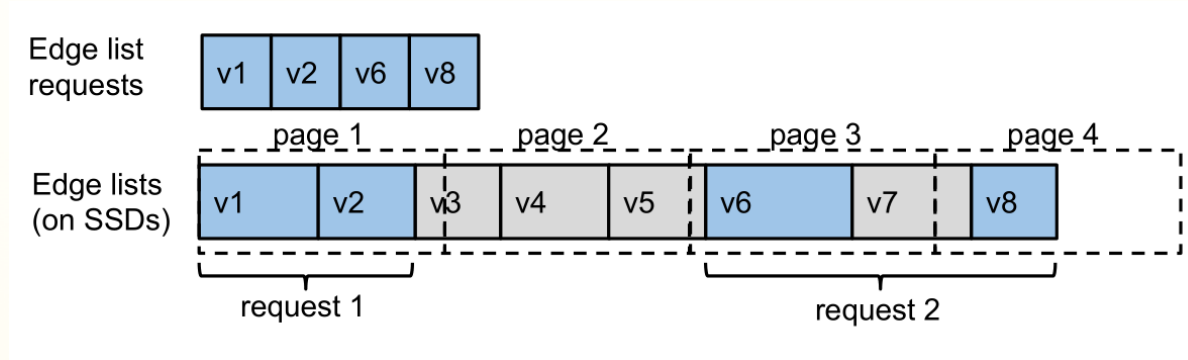 Edge list
requests
v1 v2 v6 v8
page 1 page 2 page 3 page 4
Edge lists
(on SSDs)
v1 v2 v3 v4 v5 v6 v7 v8
request 1 request 2